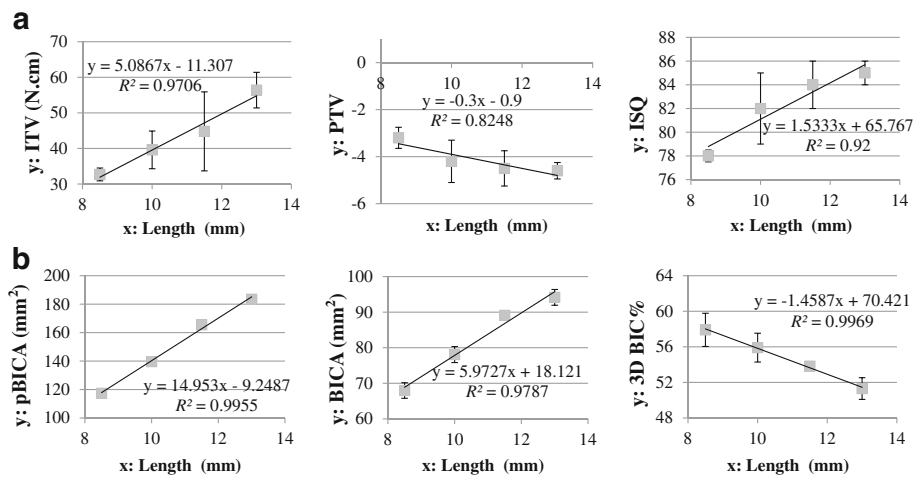 a
y: ITV (N.cm)
70
60
50
40
30
y = 5.0867x - 11.307
R² = 0.9706
8 10 12 14
x: Length (mm)
y: PTV
0
-2
-4
-6
8 10 12 14
y = -0.3x - 0.9
R² = 0.8248
x: Length (mm)
y: ISQ
90
88
86
84
82
80
78
76
y = 1.5333x + 65.767
R² = 0.92
8 10 12 14
x: Length (mm)
b
y: pBICA (mm²)
200
180
160
140
120
100
y = 14.953x - 9.2487
R² = 0.9955
8 10 12 14
x: Length (mm)
y: BICA (mm²)
100
90
80
70
60
y = 5.9727x + 18.121
R² = 0.9787
8 10 12 14
x: Length (mm)
y: 3D BIC%
64
60
56
52
48
y = -1.4587x + 70.421
R² = 0.9969
8 10 12 14
x: Length (mm)